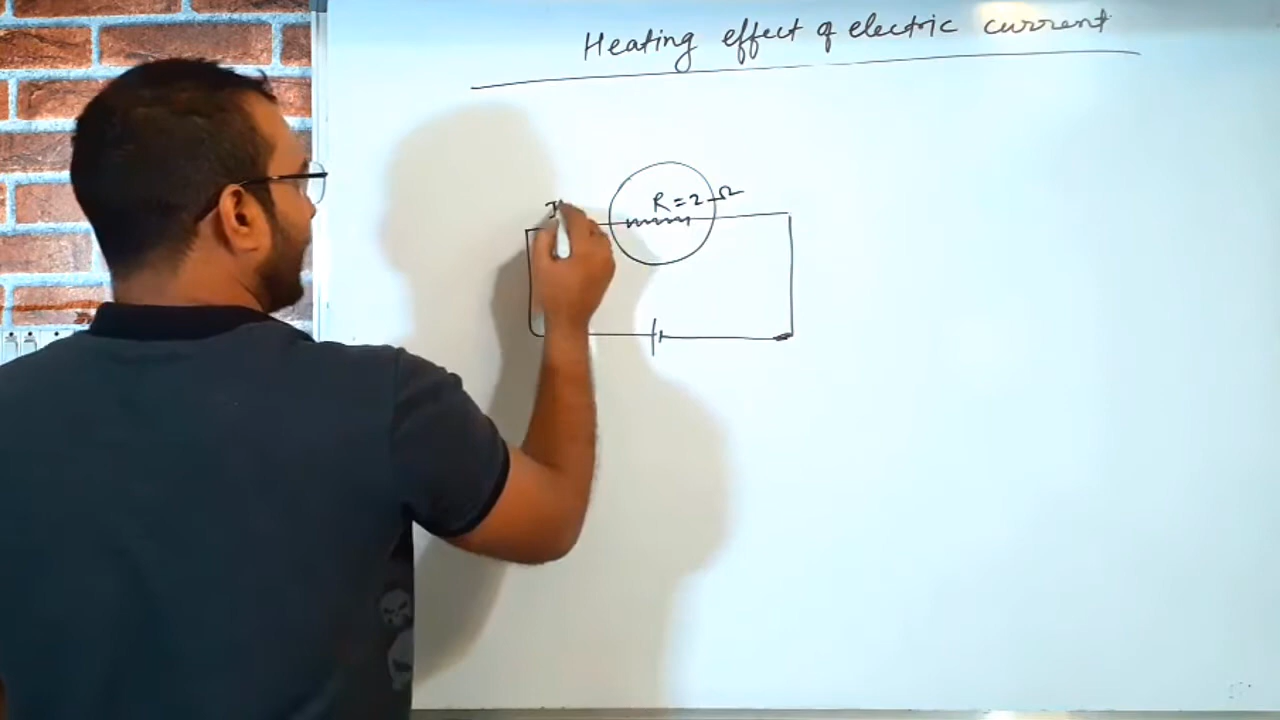 Heating effect of electric current
R = 2 Ω
I